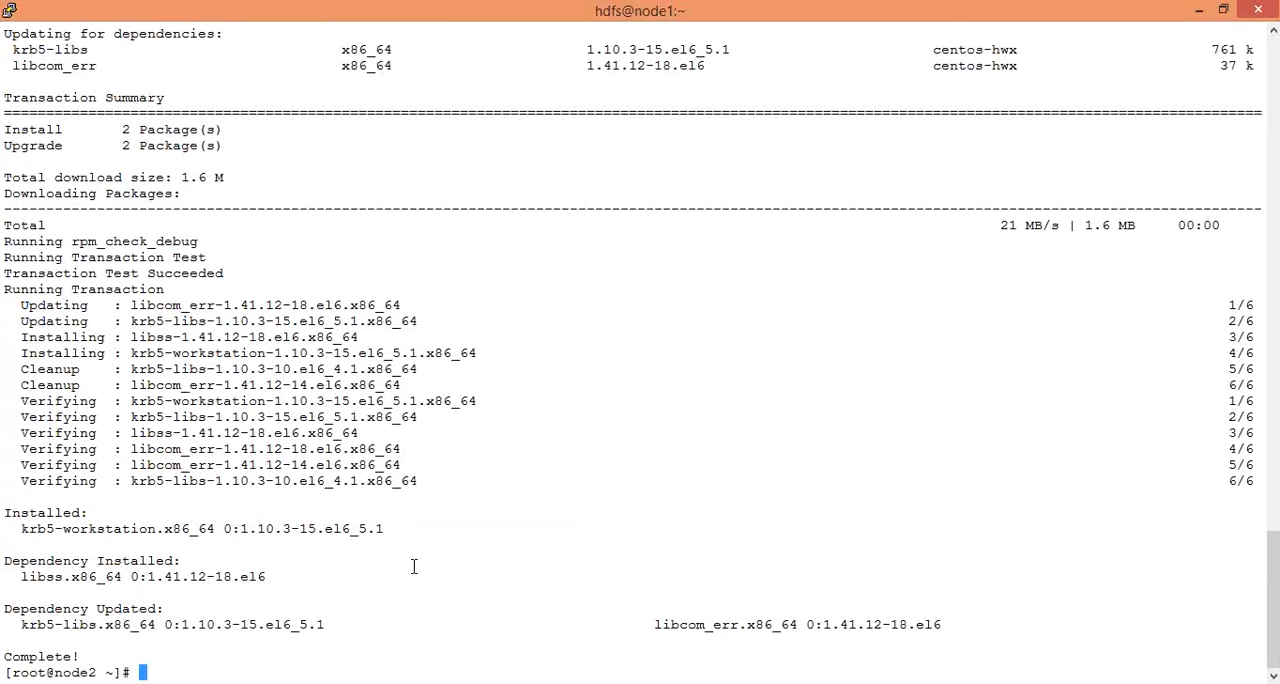 hdfs@node1:~
Updating for dependencies:
krb5-libs x86_64 1.10.3-15.el6_5.1 centos-hwx 761 k
libcom_err x86_64 1.41.12-18.el6 centos-hwx 37 k
Transaction Summary
================================================================================
Install 2 Package(s)
Upgrade 2 Package(s)
Total download size: 1.6 M
Downloading Packages:
--------------------------------------------------------------------------------
Total 21 MB/s | 1.6 MB 00:00
Running rpm_check_debug
Running Transaction Test
Transaction Test Succeeded
Running Transaction
Updating : libcom_err-1.41.12-18.el6.x86_64 1/6
Updating : krb5-libs-1.10.3-15.el6_5.1.x86_64 2/6
Installing : libss-1.41.12-18.el6.x86_64 3/6
Installing : krb5-workstation-1.10.3-15.el6_5.1.x86_64 4/6
Cleanup : krb5-libs-1.10.3-10.el6_4.1.x86_64 5/6
Cleanup : libcom_err-1.41.12-14.el6.x86_64 6/6
Verifying : krb5-workstation-1.10.3-15.el6_5.1.x86_64 1/6
Verifying : krb5-libs-1.10.3-15.el6_5.1.x86_64 2/6
Verifying : libss-1.41.12-18.el6.x86_64 3/6
Verifying : libcom_err-1.41.12-18.el6.x86_64 4/6
Verifying : libcom_err-1.41.12-14.el6.x86_64 5/6
Verifying : krb5-libs-1.10.3-10.el6_4.1.x86_64 6/6
Installed:
krb5-workstation.x86_64 0:1.10.3-15.el6_5.1
Dependency Installed:
libss.x86_64 0:1.41.12-18.el6
Dependency Updated:
krb5-libs.x86_64 0:1.10.3-15.el6_5.1 libcom_err.x86_64 0:1.41.12-18.el6
Complete!
[root@node2 ~]#